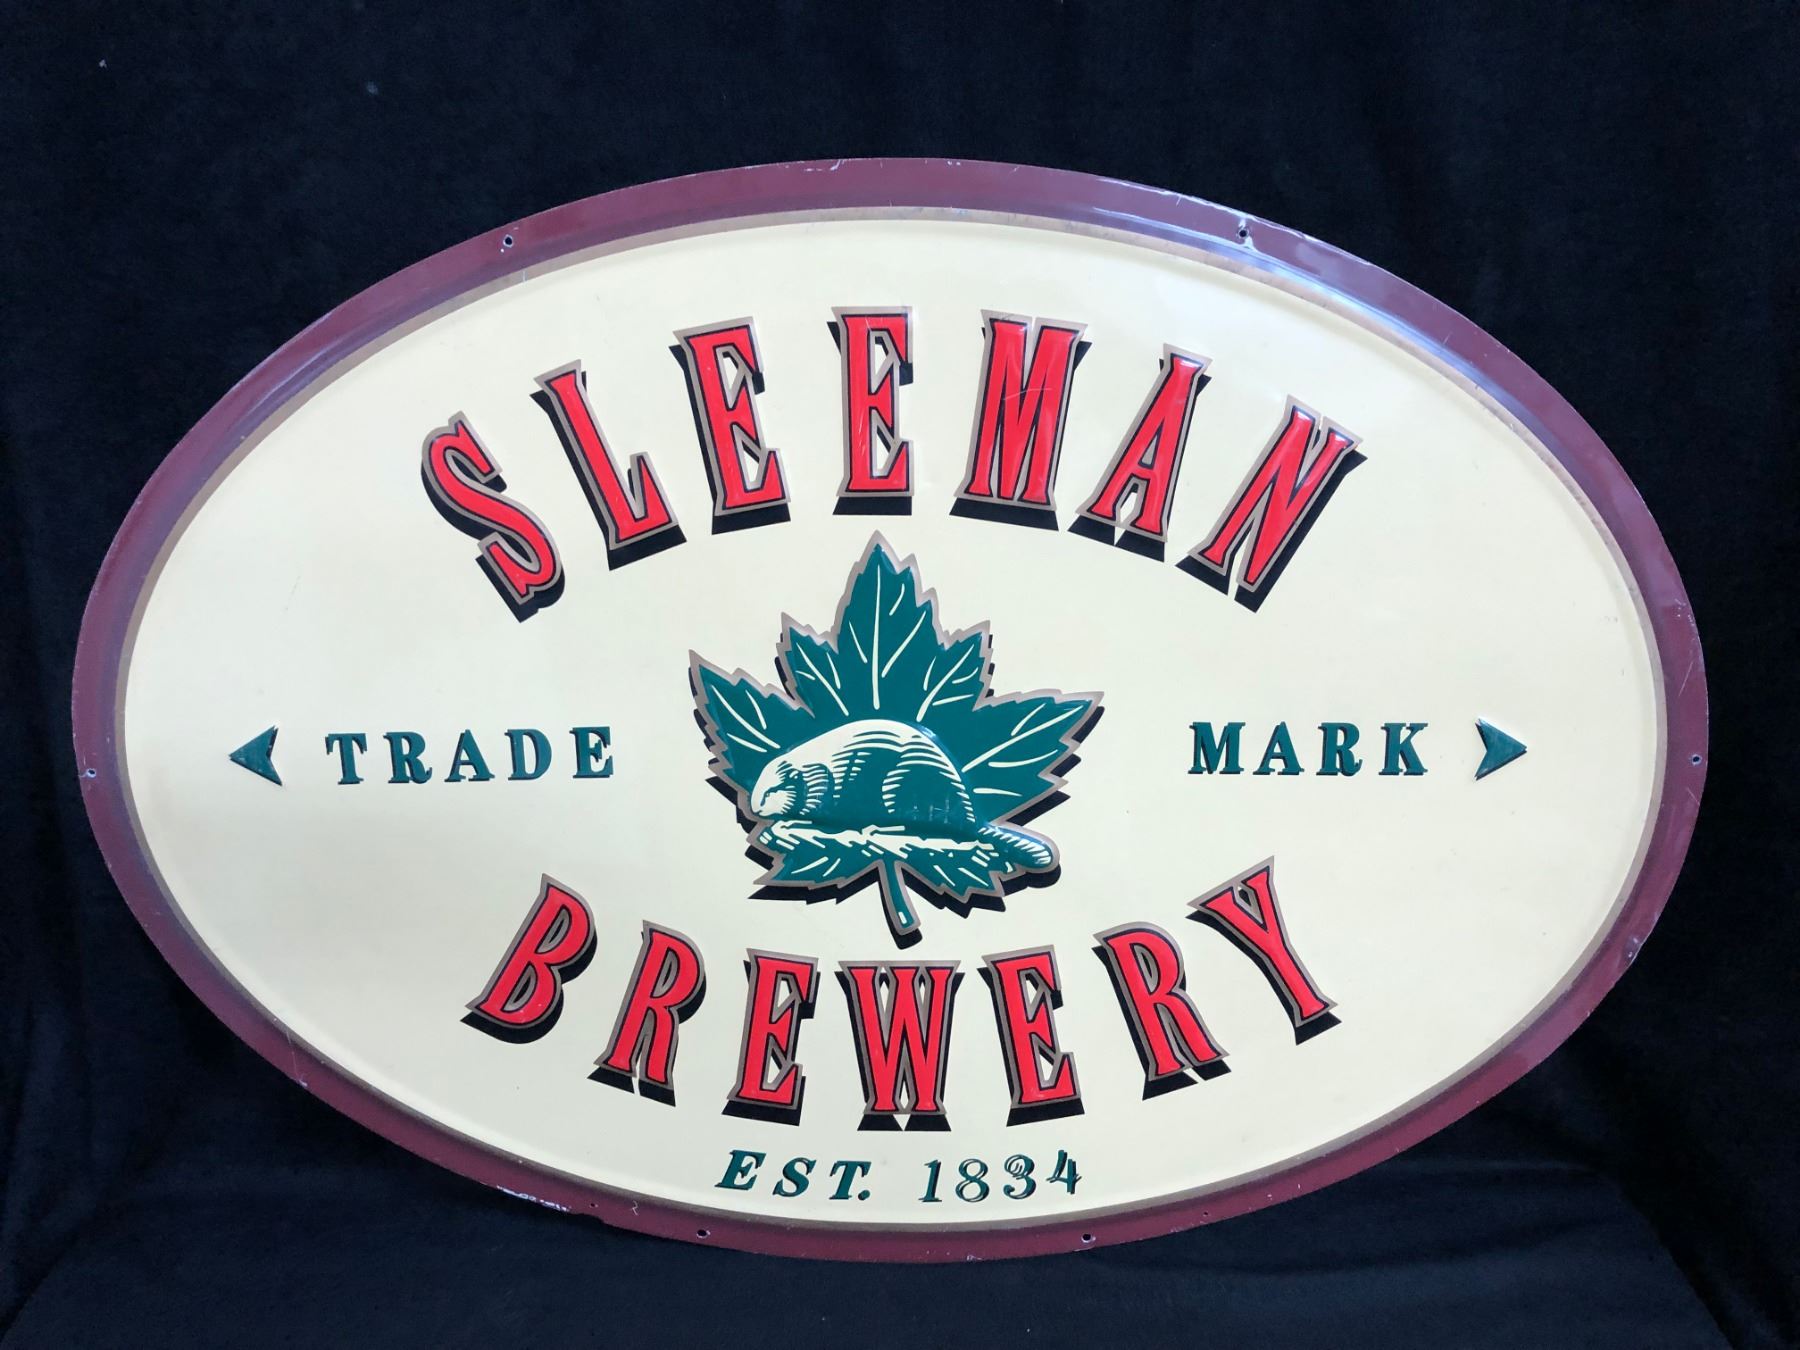 SLEEMAN
TRADE MARK
BREWERY
EST. 1834